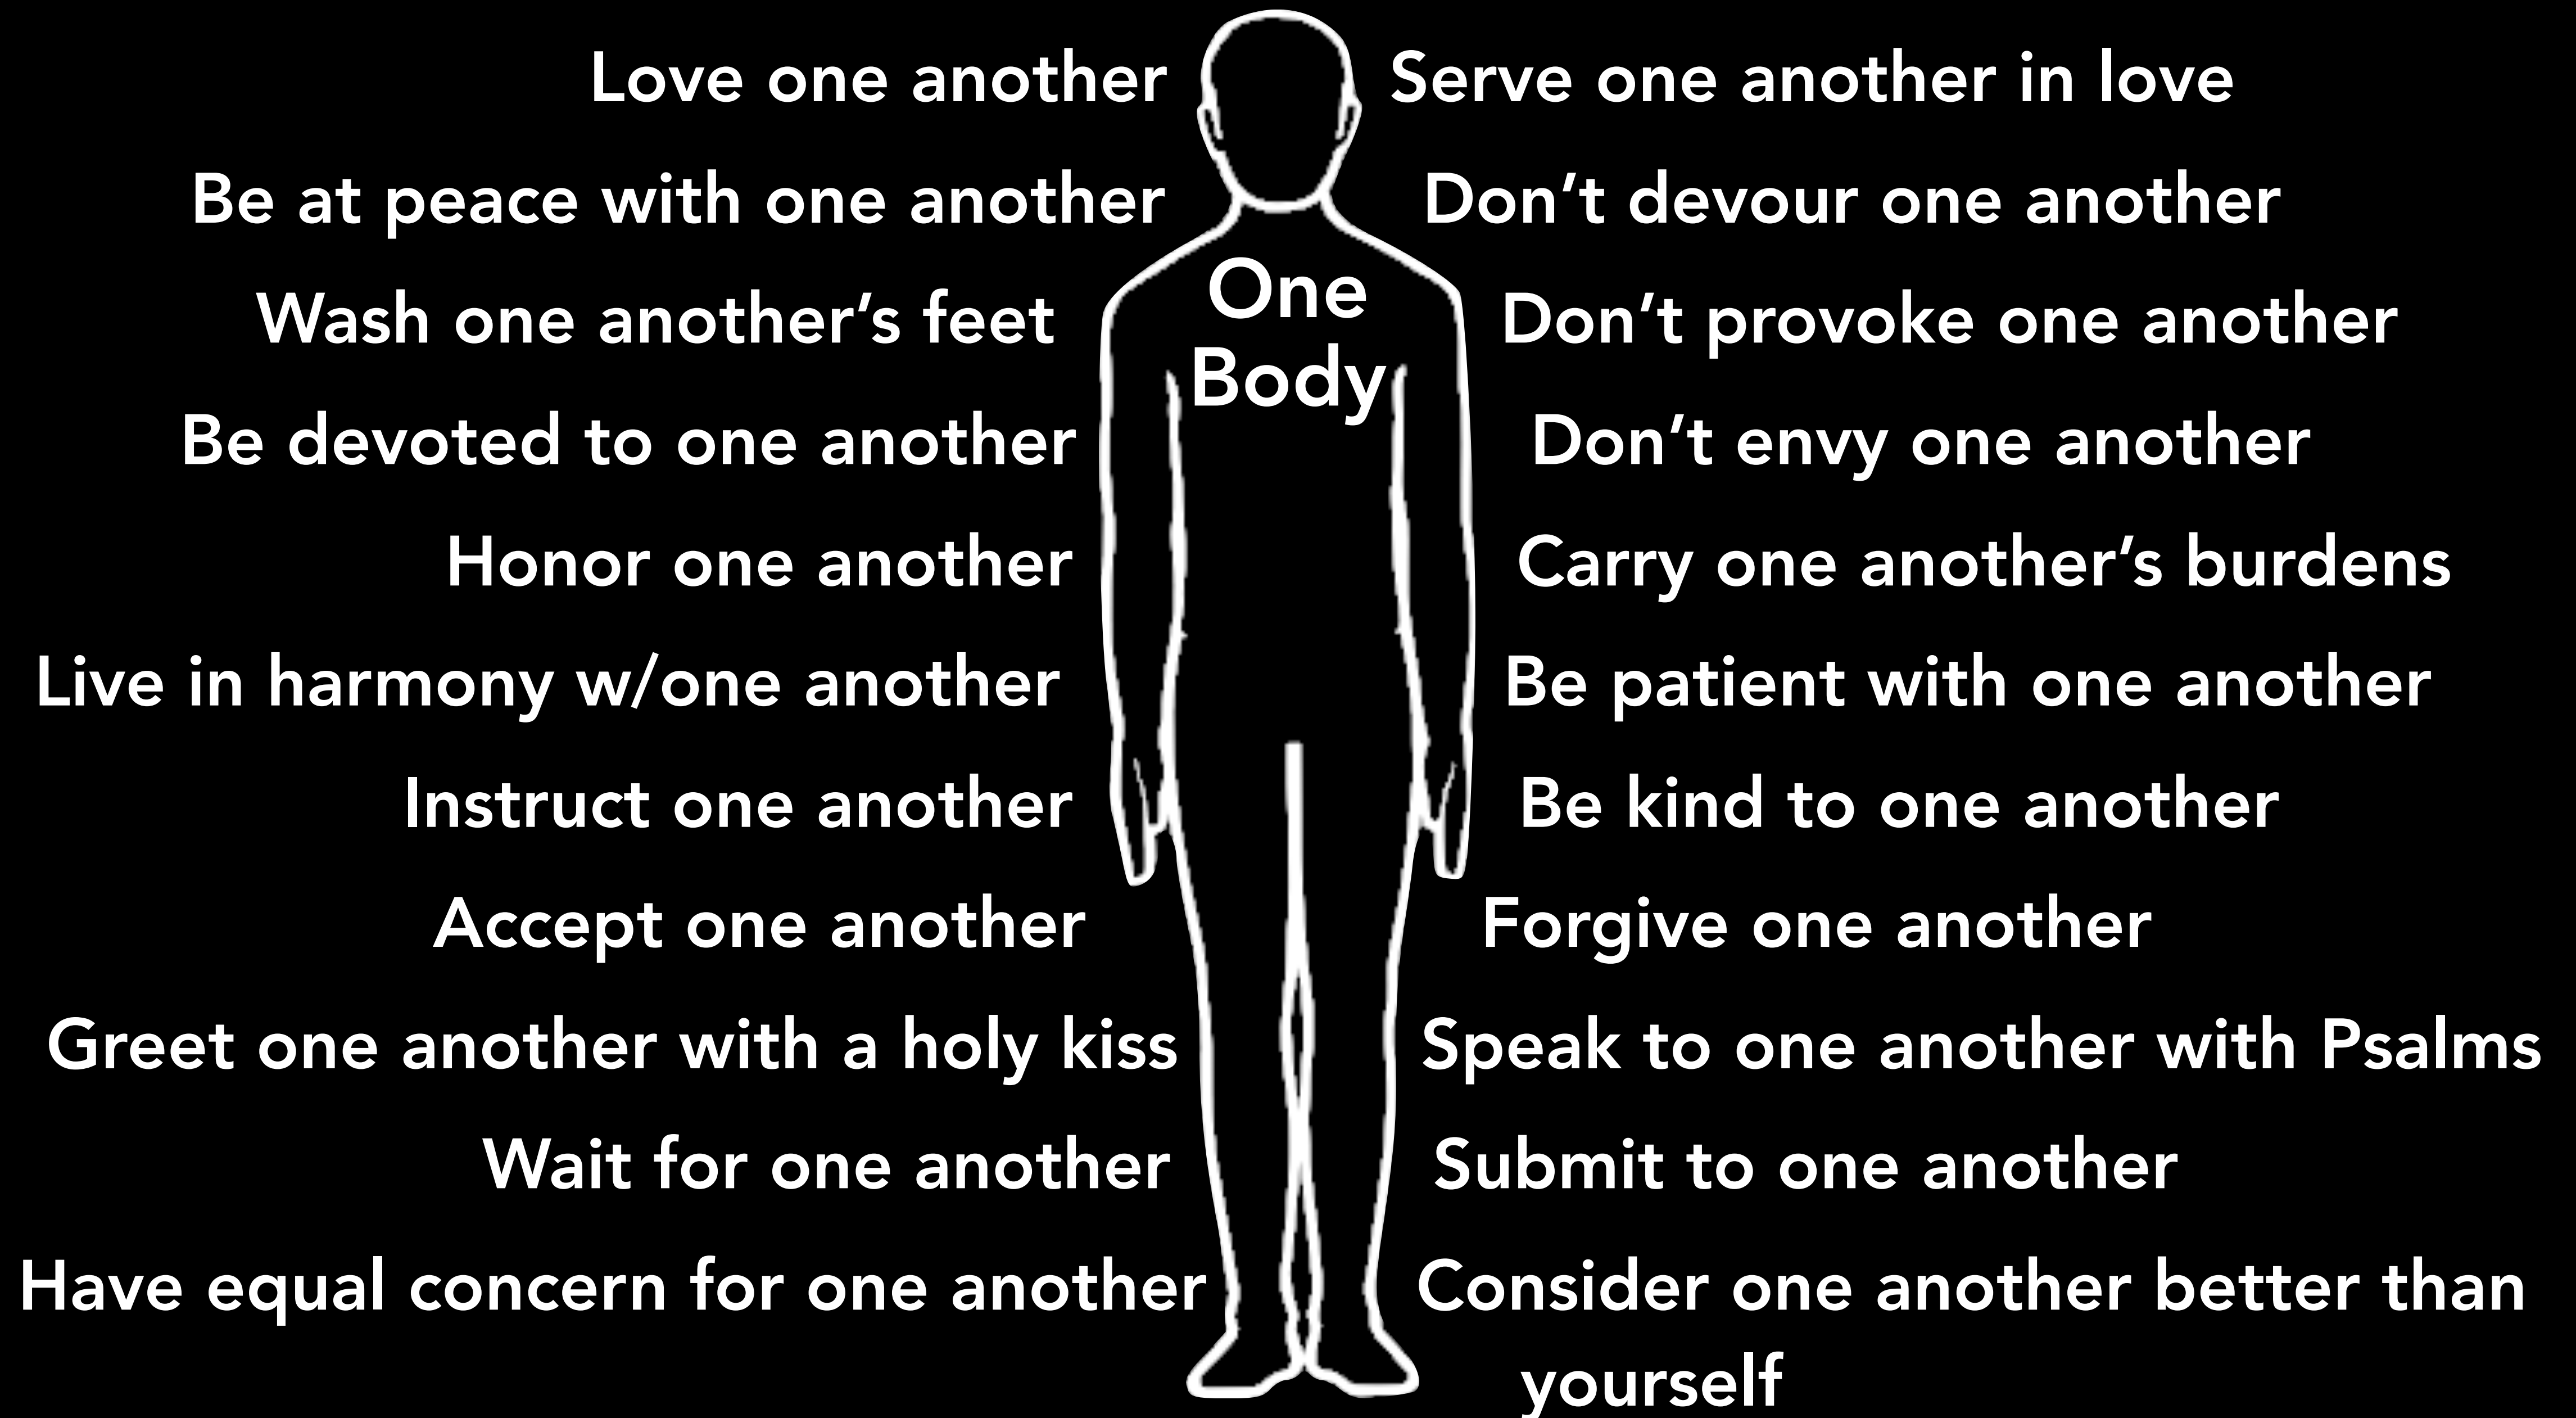 Love one another
Be at peace with one another
Wash one another’s feet
Be devoted to one another
Honor one another
Live in harmony w/one another
Instruct one another
Accept one another
Greet one another with a holy kiss
Wait for one another
Have equal concern for one another
One
Body
Serve one another in love
Don’t devour one another
Don’t provoke one another
Don’t envy one another
Carry one another’s burdens
Be patient with one another
Be kind to one another
Forgive one another
Speak to one another with Psalms
Submit to one another
Consider one another better than
yourself